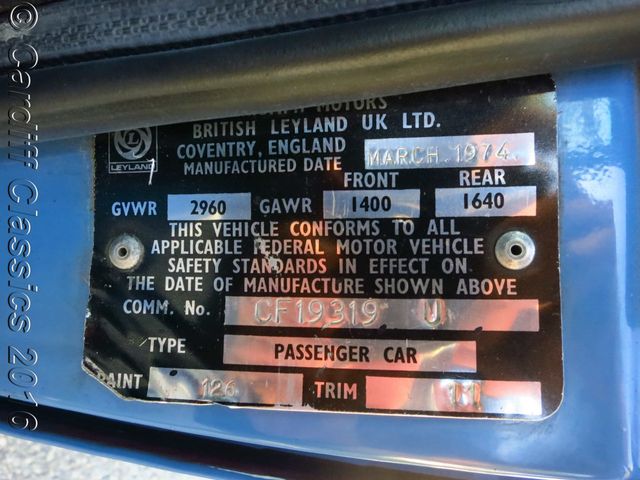 MOTORS
BRITISH LEYLAND UK LTD.
COVENTRY, ENGLAND
MANUFACTURED DATE MARCH.1974.
LEYLAND
FRONT REAR
GVWR 2960 GAWR 1400 1640
THIS VEHICLE CONFORMS TO ALL
APPLICABLE FEDERAL MOTOR VEHICLE
SAFETY STANDARDS IN EFFECT ON
THE DATE OF MANUFACTURE SHOWN ABOVE
COMM. No. CF19319 U
TYPE PASSENGER CAR
PAINT 126 TRIM 11
© Cardiff Classics 2016